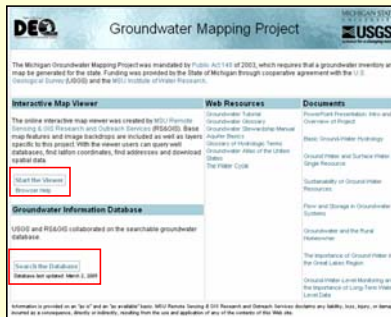 DEQ
Groundwater Mapping Project
MICHIGAN STATE
USGS
The Michigan Groundwater Mapping Project was mandated by Public Act 148 of 2003, which requires that a groundwater inventory and
map be generated for the state. Funding was provided by the State of Michigan through cooperative agreement with the U.S.
Geological Survey (USGS) and the MSU Institute of Water Research.
Interactive Map Viewer
The online interactive map viewer was created by MSU Remote
Sensing & GIS Research and Outreach Services (RS&GIS). Base
map features and image backdrops are included as well as layers
specific to this project. With the viewer users can query well
databases, find lat/lon coordinates, find addresses and download
spatial data.
Start the Viewer
Browser Help
Groundwater Information Database
USGS and RS&GIS collaborated on the searchable groundwater
database.
Search the Database
Database last updated: March 2, 2005
Web Resources
Groundwater Tutorial
Groundwater Glossary
Groundwater Stewardship Manual
Aquifer Basics
Glossary of Hydrologic Terms
Groundwater Atlas of the United
States
The Water Cycle
Documents
PowerPoint Presentation: Intro and
Overview of Project
Basic Ground-Water Hydrology
Ground Water and Surface Water
Single Resource
Sustainability of Ground-Water
Resources
Flow and Storage in Groundwater
Systems
Groundwater and the Rural
Homeowner
The Importance of Ground Water in
the Great Lakes Region
Ground-Water-Level Monitoring and
the Importance of Long-Term Water
Level Data
Information is provided on an "as is" and an "as available" basis. MSU Remote Sensing & GIS Research and Outreach Services disclaims any liability, loss, injury, or damage
incurred as a consequence, directly or indirectly, resulting from the use and application of any of the contents of this Web site.